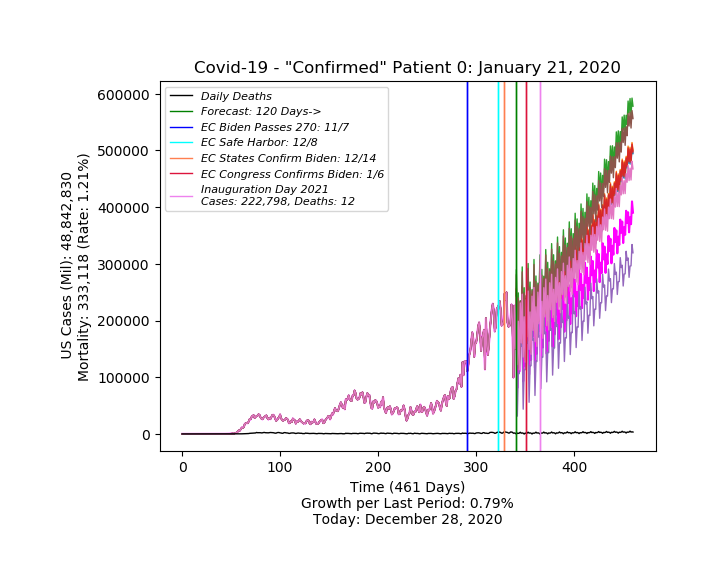 Covid-19 - "Confirmed" Patient 0: January 21, 2020
600000
500000
400000
300000
200000
100000
0
US Cases (Mil): 48,842,830
Mortality: 333,118 (Rate: 1.21%)
Daily Deaths
Forecast: 120 Days->
EC Biden Passes 270: 11/7
EC Safe Harbor: 12/8
EC States Confirm Biden: 12/14
EC Congress Confirms Biden: 1/6
Inauguration Day 2021
Cases: 222,798, Deaths: 12
0 100 200 300 400
Time (461 Days)
Growth per Last Period: 0.79%
Today: December 28, 2020